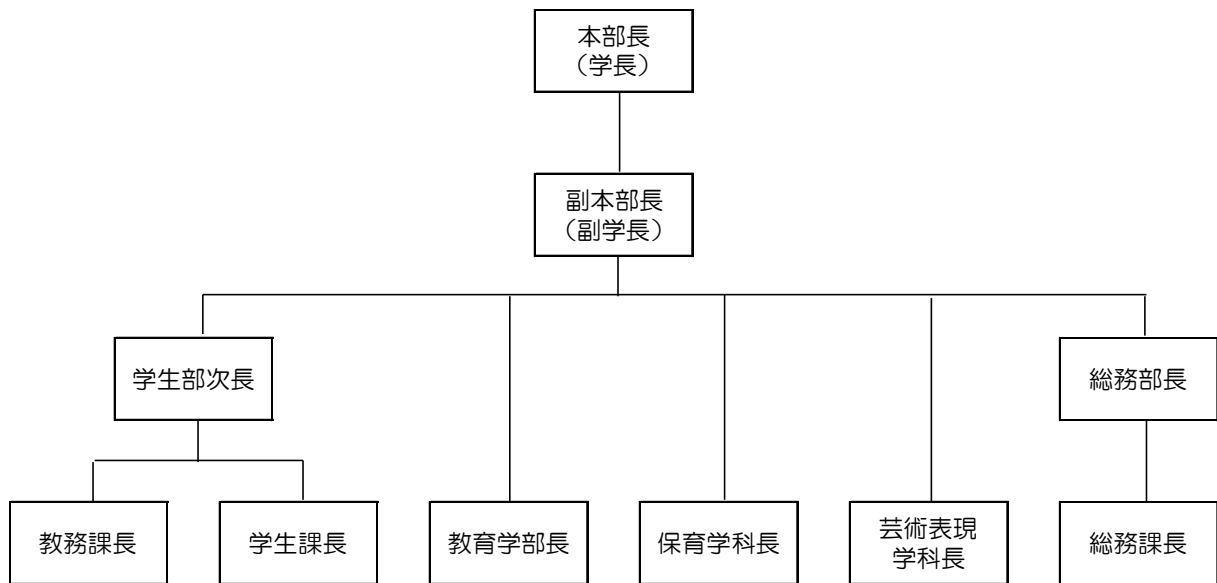 本部長
（学長）
副本部長
（副学長）
学生部次長
総務部長
教務課長
学生課長
教育学部長
保育学科長
芸術表現
学科長
総務課長